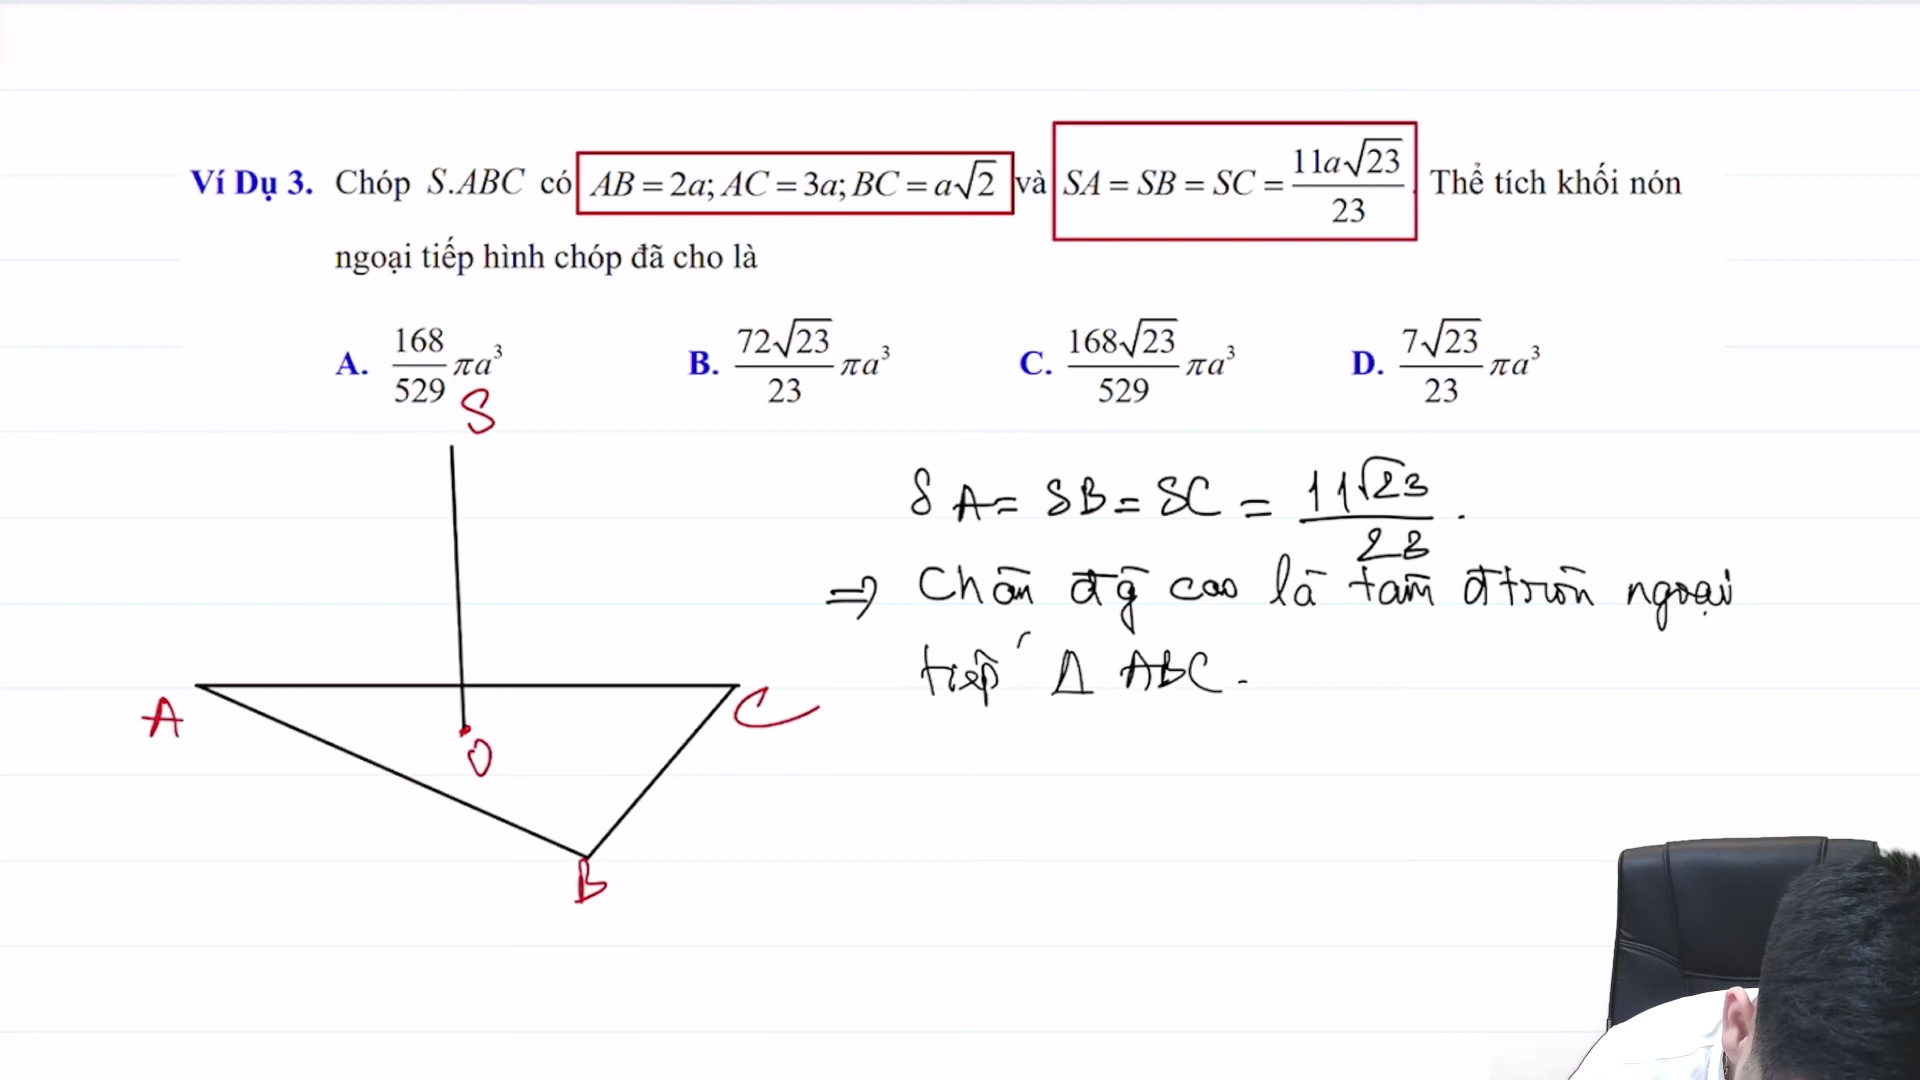 Ví Dụ 3. Chóp S.ABC có AB = 2a; AC = 3a; BC = a√2 và SA = SB = SC = 11a√23/23. Thể tích khối nón
ngoại tiếp hình chóp đã cho là
A. 168/529 πa³ B. 72√23/23 πa³ C. 168√23/529 πa³ D. 7√23/23 πa³
S
A
C
O
B
SA = SB = SC = 11√23/23.
⇒ Chân đg cao là tâm đtròn ngoại
tiếp Δ ABC.